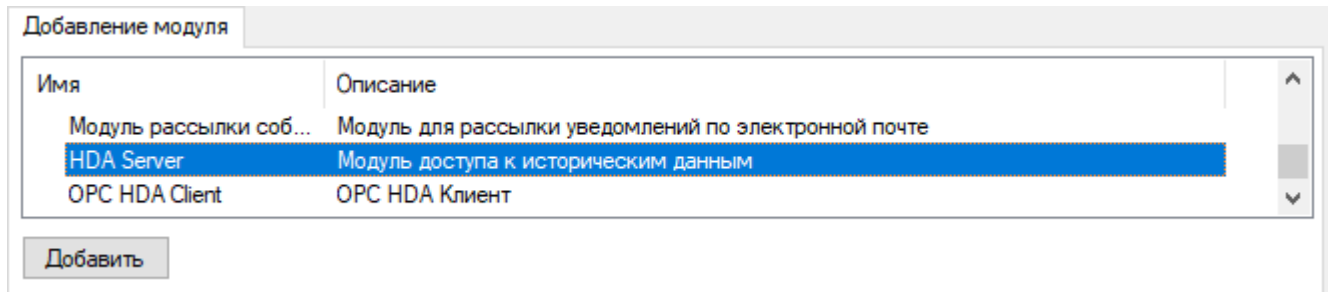 Добавление модуля
Имя Описание
Модуль рассылки соб... Модуль для рассылки уведомлений по электронной почте
HDA Server Модуль доступа к историческим данным
OPC HDA Client OPC HDA Клиент
Добавить